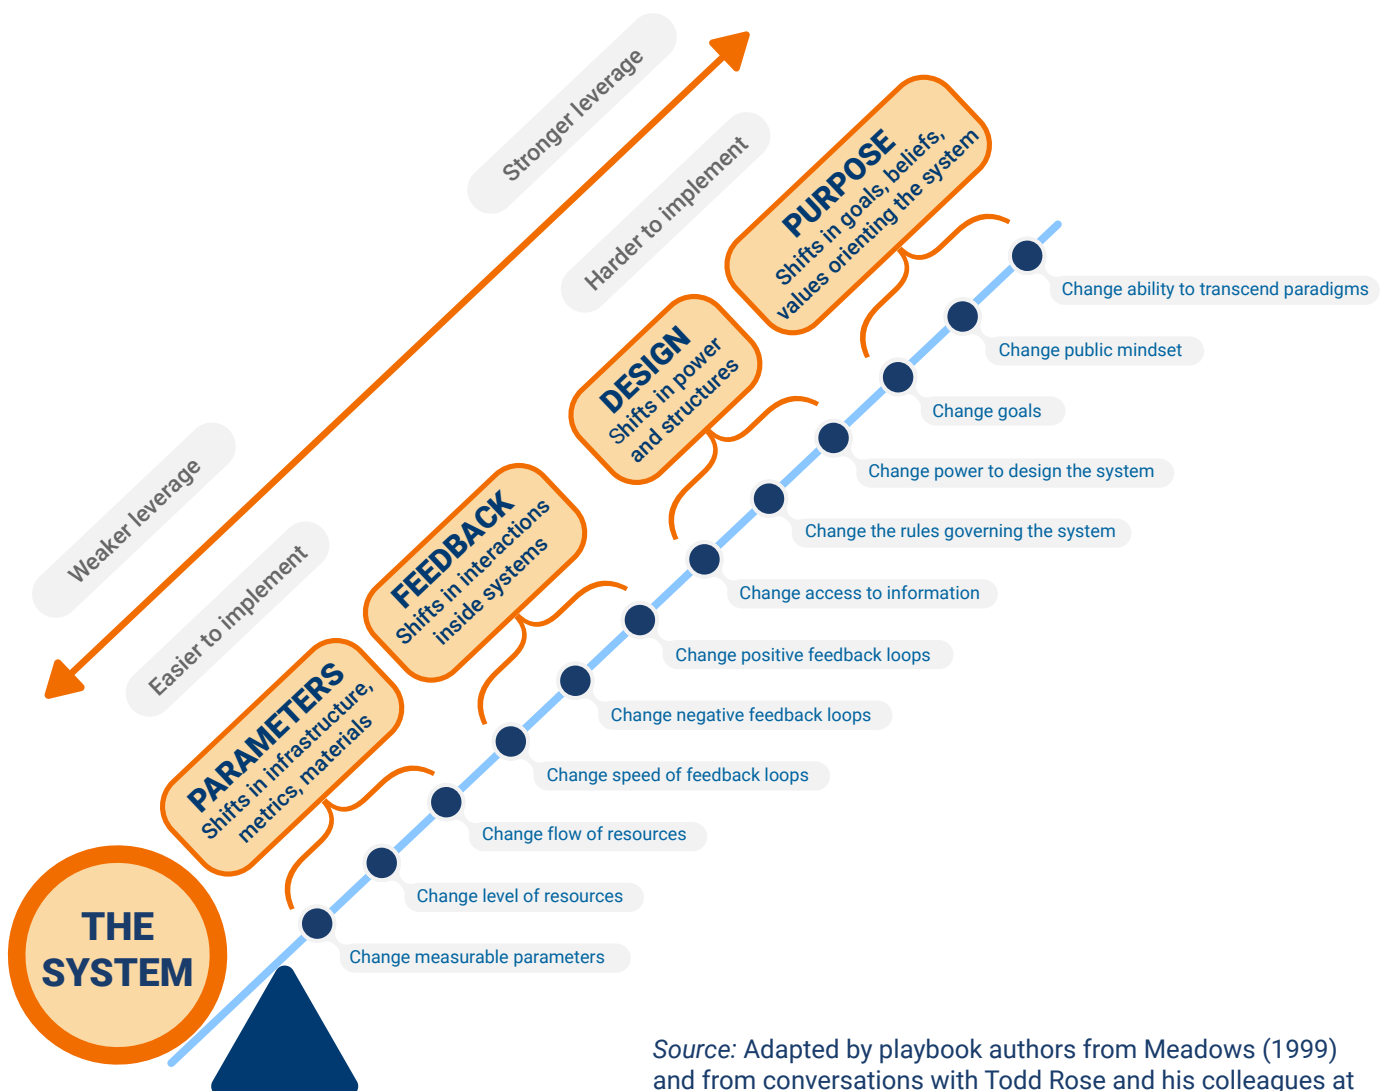 Stronger leverage
Harder to implement
Weaker leverage
Easier to implement
PURPOSE
Shifts in goals, beliefs,
values orienting the system
DESIGN
Shifts in power
and structures
FEEDBACK
Shifts in interactions
inside systems
PARAMETERS
Shifts in infrastructure,
metrics, materials
THE
SYSTEM
Change ability to transcend paradigms
Change public mindset
Change goals
Change power to design the system
Change the rules governing the system
Change access to information
Change positive feedback loops
Change negative feedback loops
Change speed of feedback loops
Change flow of resources
Change level of resources
Change measurable parameters
Source: Adapted by playbook authors from Meadows (1999)
and from conversations with Todd Rose and his colleagues at